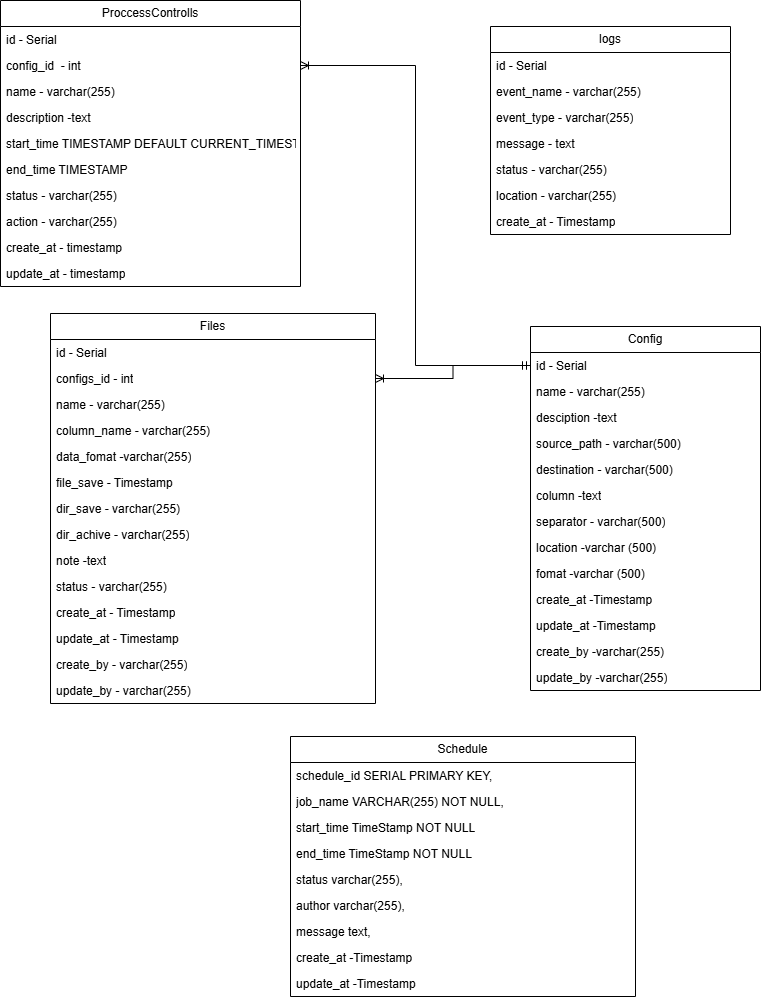 ProccessControlls
id - Serial
config_id  - int
name - varchar(255)
description -text
start_time TIMESTAMP DEFAULT CURRENT_TIMEST
end_time TIMESTAMP
status - varchar(255)
action - varchar(255)
create_at - timestamp
update_at - timestamp
logs
id - Serial
event_name - varchar(255)
event_type - varchar(255)
message - text
status - varchar(255)
location - varchar(255)
create_at - Timestamp
Files
id - Serial
configs_id - int
name - varchar(255)
column_name - varchar(255)
data_fomat -varchar(255)
file_save - Timestamp
dir_save - varchar(255)
dir_achive - varchar(255)
note -text
status - varchar(255)
create_at - Timestamp
update_at - Timestamp
create_by - varchar(255)
update_by - varchar(255)
Config
id - Serial
name - varchar(255)
desciption -text
source_path - varchar(500)
destination - varchar(500)
column -text
separator - varchar(500)
location -varchar (500)
fomat -varchar (500)
create_at -Timestamp
update_at -Timestamp
create_by -varchar(255)
update_by -varchar(255)
Schedule
schedule_id SERIAL PRIMARY KEY,
job_name VARCHAR(255) NOT NULL,
start_time TimeStamp NOT NULL
end_time TimeStamp NOT NULL
status varchar(255),
author varchar(255),
message text,
create_at -Timestamp
update_at -Timestamp